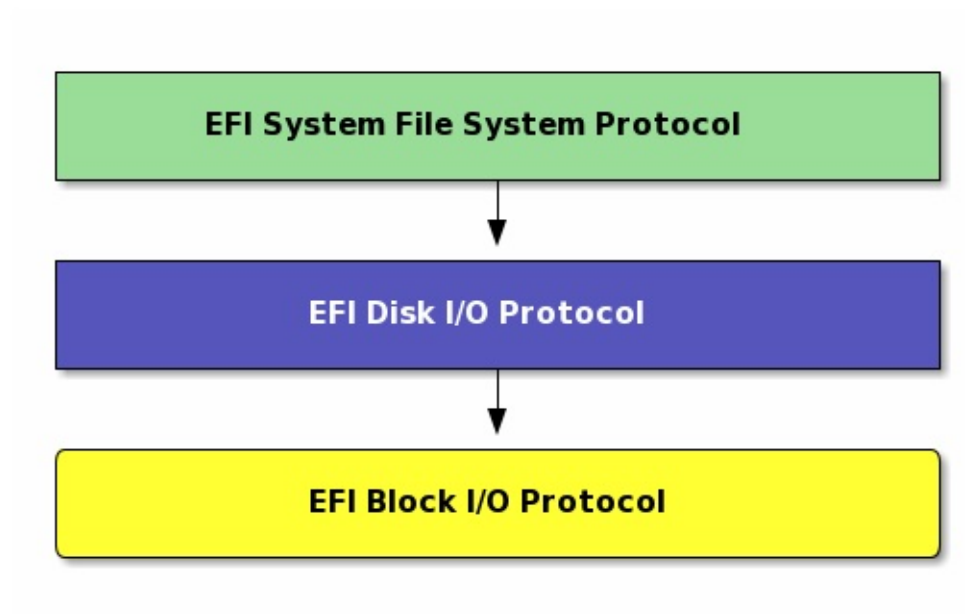 EFI System File System Protocol
EFI Disk I/O Protocol
EFI Block I/O Protocol